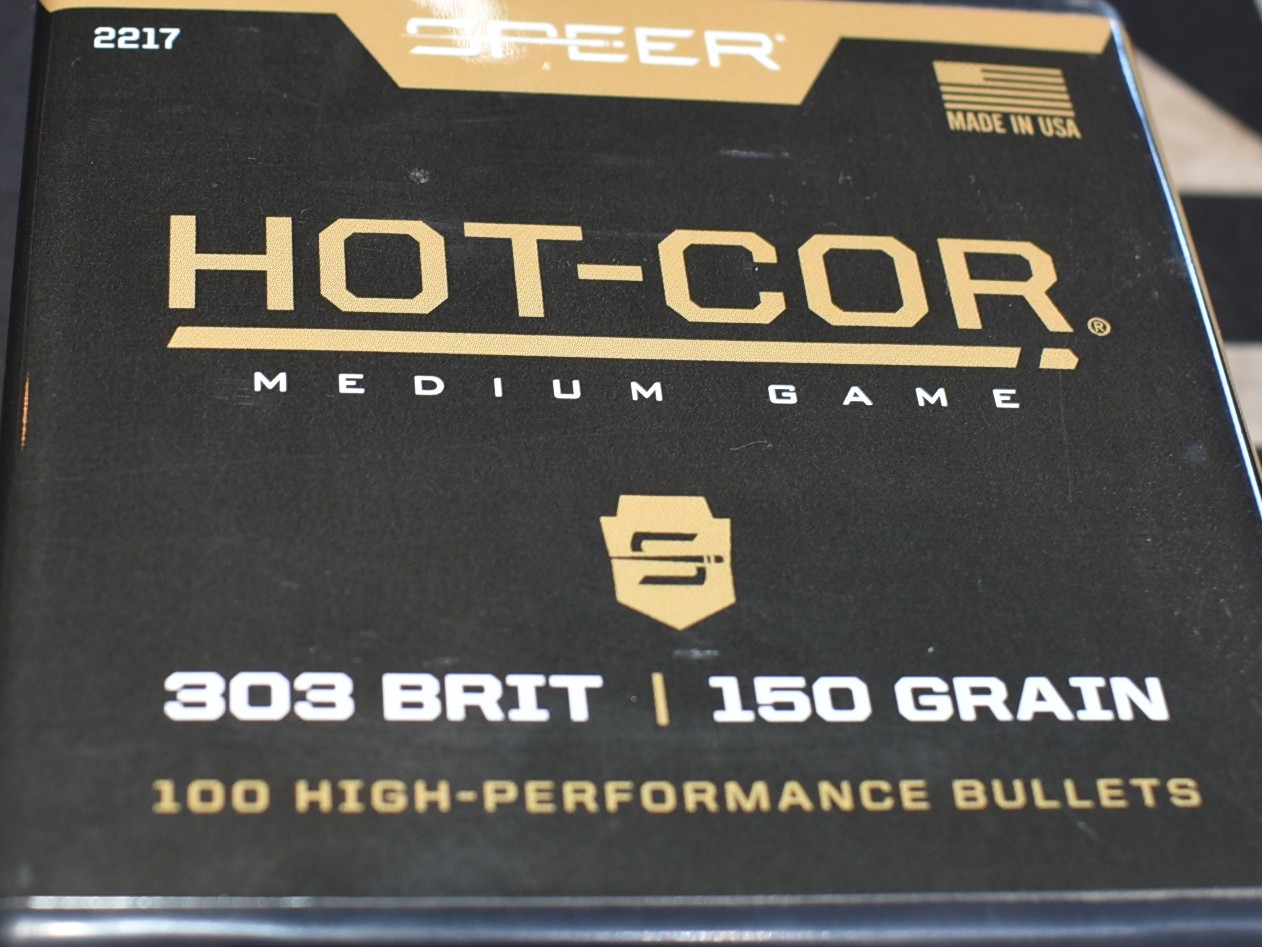 2217
SPEER
MADE IN USA
HOT-COR®
MEDIUM GAME
303 BRIT | 150 GRAIN
100 HIGH-PERFORMANCE BULLETS